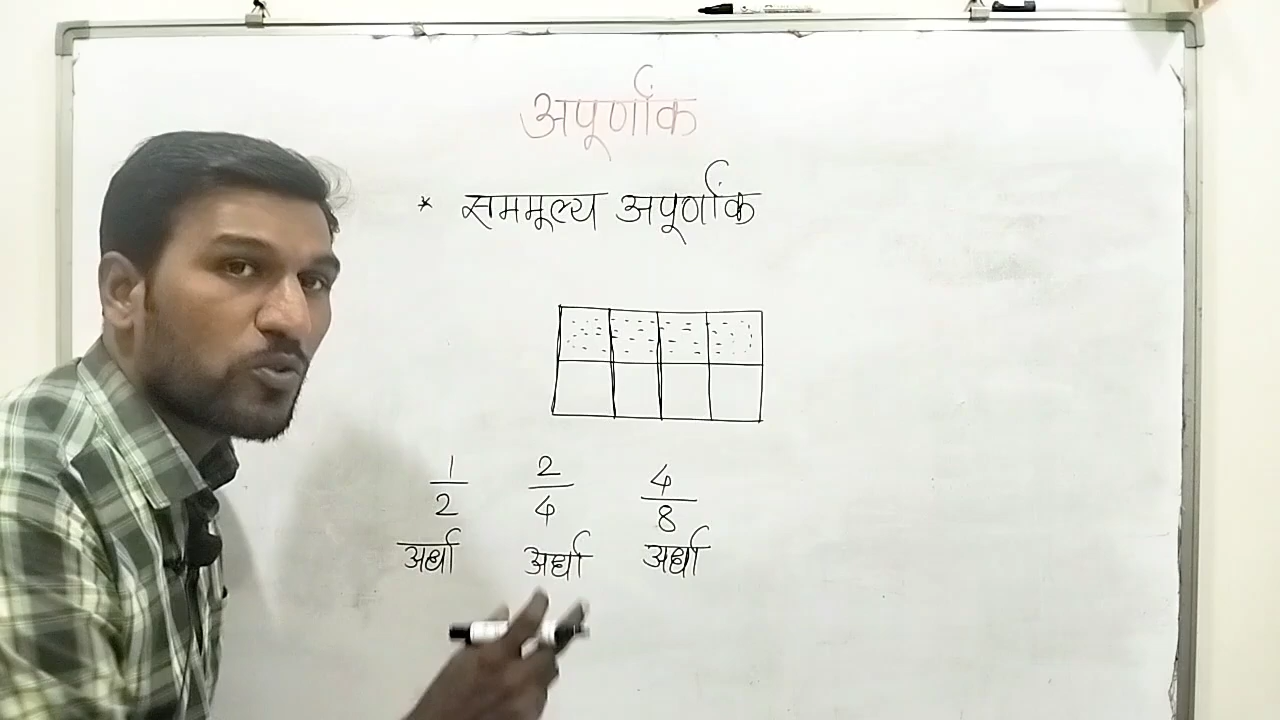 अपूर्णांक
* सममूल्य अपूर्णांक
1/2 2/4 4/8
अर्धा अर्धा अर्धा